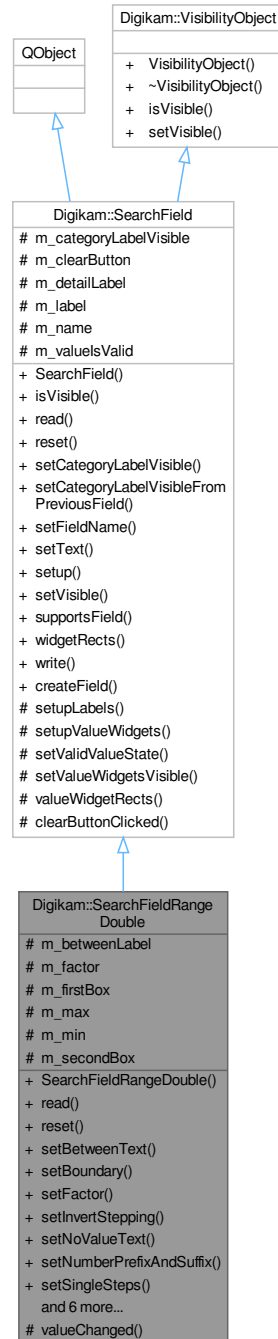 Digikam::VisibilityObject
+ VisibilityObject()
+ ~VisibilityObject()
+ isVisible()
+ setVisible()
QObject
Digikam::SearchField
# m_categoryLabelVisible
# m_clearButton
# m_detailLabel
# m_label
# m_name
# m_valueIsValid
+ SearchField()
+ isVisible()
+ read()
+ reset()
+ setCategoryLabelVisible()
+ setCategoryLabelVisibleFrom
PreviousField()
+ setFieldName()
+ setText()
+ setup()
+ setVisible()
+ supportsField()
+ widgetRects()
+ write()
+ createField()
# setupLabels()
# setupValueWidgets()
# setValidValueState()
# setValueWidgetsVisible()
# valueWidgetRects()
# clearButtonClicked()
Digikam::SearchFieldRange
Double
# m_betweenLabel
# m_factor
# m_firstBox
# m_max
# m_min
# m_secondBox
+ SearchFieldRangeDouble()
+ read()
+ reset()
+ setBetweenText()
+ setBoundary()
+ setFactor()
+ setInvertStepping()
+ setNoValueText()
+ setNumberPrefixAndSuffix()
+ setSingleSteps()
and 6 more...
# valueChanged()